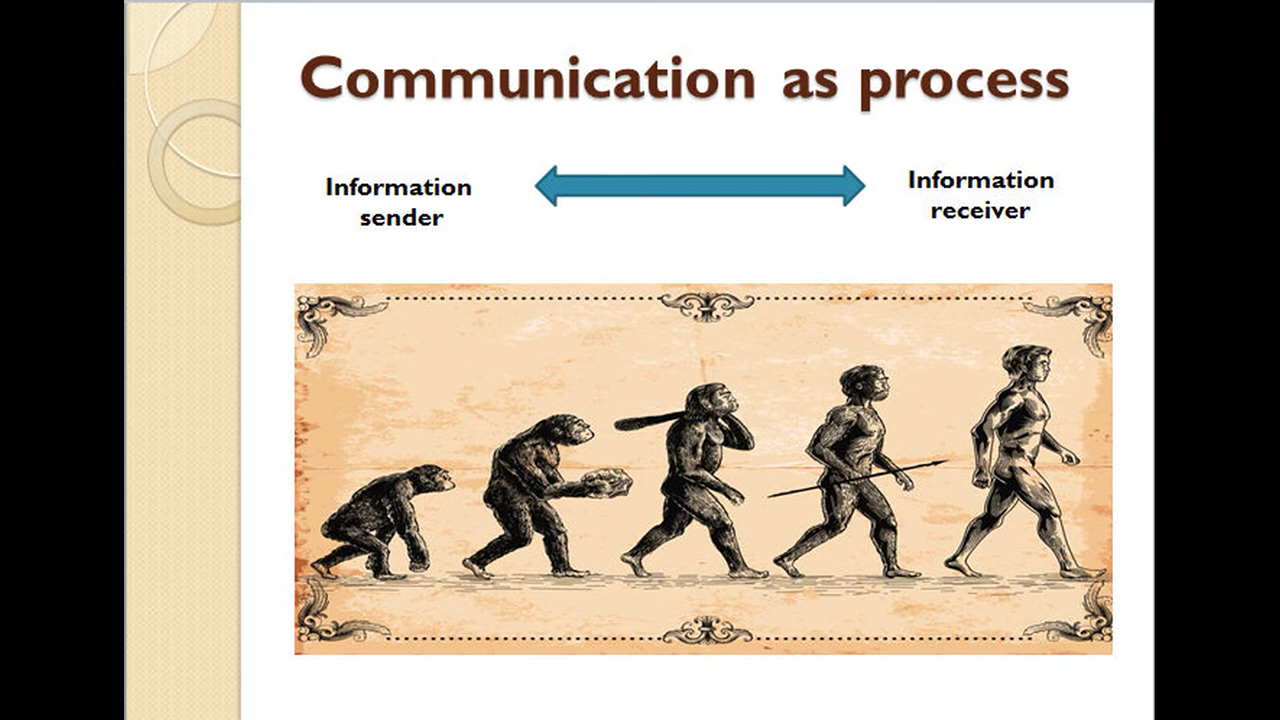 Communication as process
Information
sender
Information
receiver